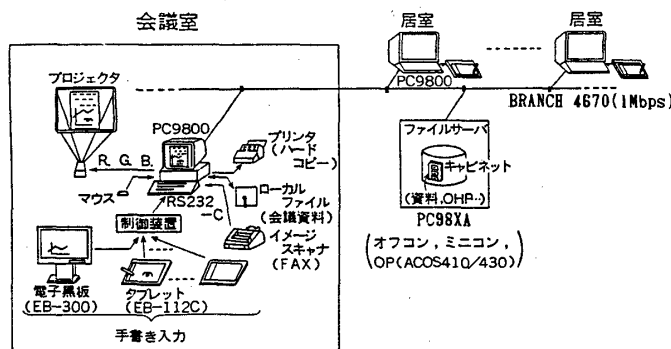 会議室
居室
居室
プロジェクタ
PC9800
PC9800
BRANCH 4670(1Mbps)
プリンタ
(ハード
コピー)
R. G. B.
マウス
RS232
-C
ローカル
ファイル
(会議資料)
制御装置
イメージ
スキャナ
(FAX)
電子黒板
(EB-300)
タブレット
(EB-112C)
手書き入力
ファイルサーバ
キャビネット
(資料,OHP‥)
PC98XA
(オフコン,ミニコン,
OP(ACOS410/430))